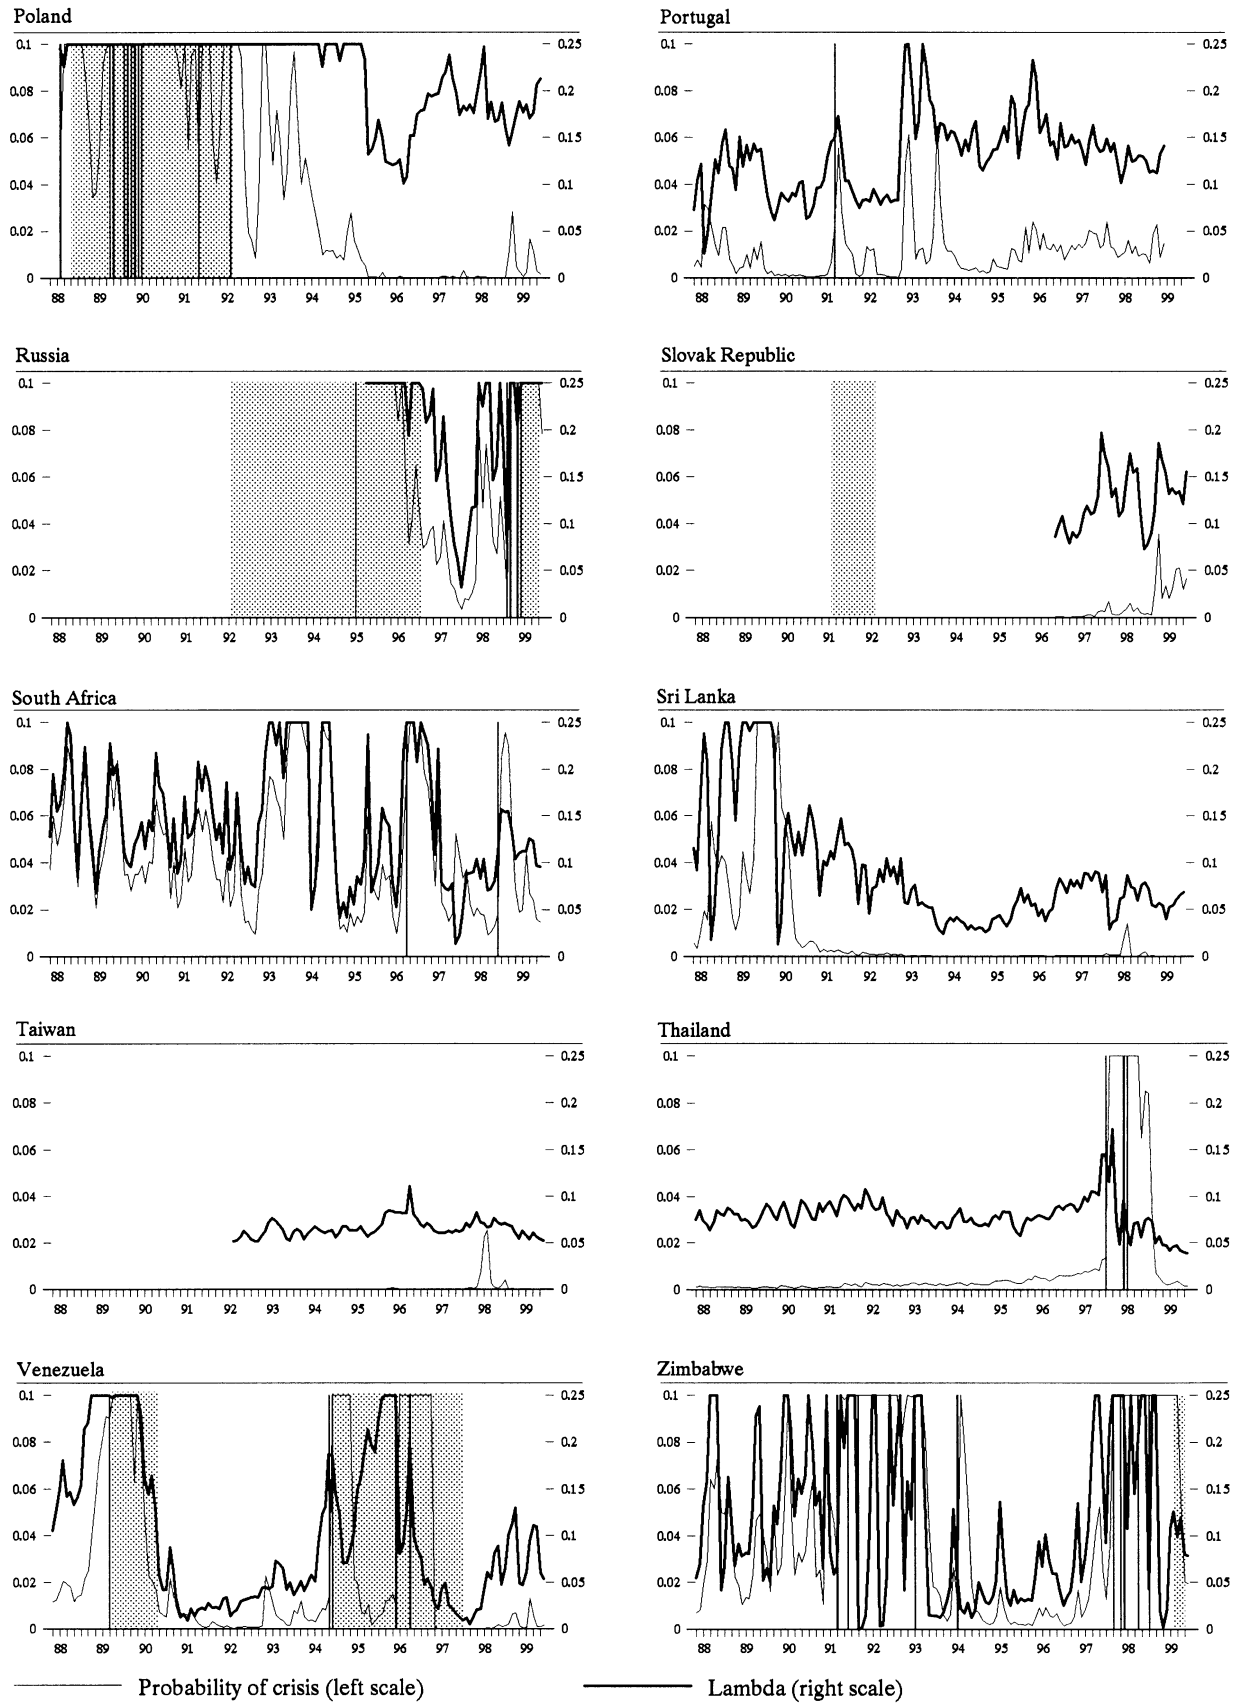 Poland
0.1 0.25
0.08 0.2
0.06 0.15
0.04 0.1
0.02 0.05
0 0
88 89 90 91 92 93 94 95 96 97 98 99
Portugal
0.1 0.25
0.08 0.2
0.06 0.15
0.04 0.1
0.02 0.05
0 0
88 89 90 91 92 93 94 95 96 97 98 99
Russia
0.1 0.25
0.08 0.2
0.06 0.15
0.04 0.1
0.02 0.05
0 0
88 89 90 91 92 93 94 95 96 97 98 99
Slovak Republic
0.1 0.25
0.08 0.2
0.06 0.15
0.04 0.1
0.02 0.05
0 0
88 89 90 91 92 93 94 95 96 97 98 99
South Africa
0.1 0.25
0.08 0.2
0.06 0.15
0.04 0.1
0.02 0.05
0 0
88 89 90 91 92 93 94 95 96 97 98 99
Sri Lanka
0.1 0.25
0.08 0.2
0.06 0.15
0.04 0.1
0.02 0.05
0 0
88 89 90 91 92 93 94 95 96 97 98 99
Taiwan
0.1 0.25
0.08 0.2
0.06 0.15
0.04 0.1
0.02 0.05
0 0
88 89 90 91 92 93 94 95 96 97 98 99
Thailand
0.1 0.25
0.08 0.2
0.06 0.15
0.04 0.1
0.02 0.05
0 0
88 89 90 91 92 93 94 95 96 97 98 99
Venezuela
0.1 0.25
0.08 0.2
0.06 0.15
0.04 0.1
0.02 0.05
0 0
88 89 90 91 92 93 94 95 96 97 98 99
Zimbabwe
0.1 0.25
0.08 0.2
0.06 0.15
0.04 0.1
0.02 0.05
0 0
88 89 90 91 92 93 94 95 96 97 98 99
Probability of crisis (left scale)
Lambda (right scale)